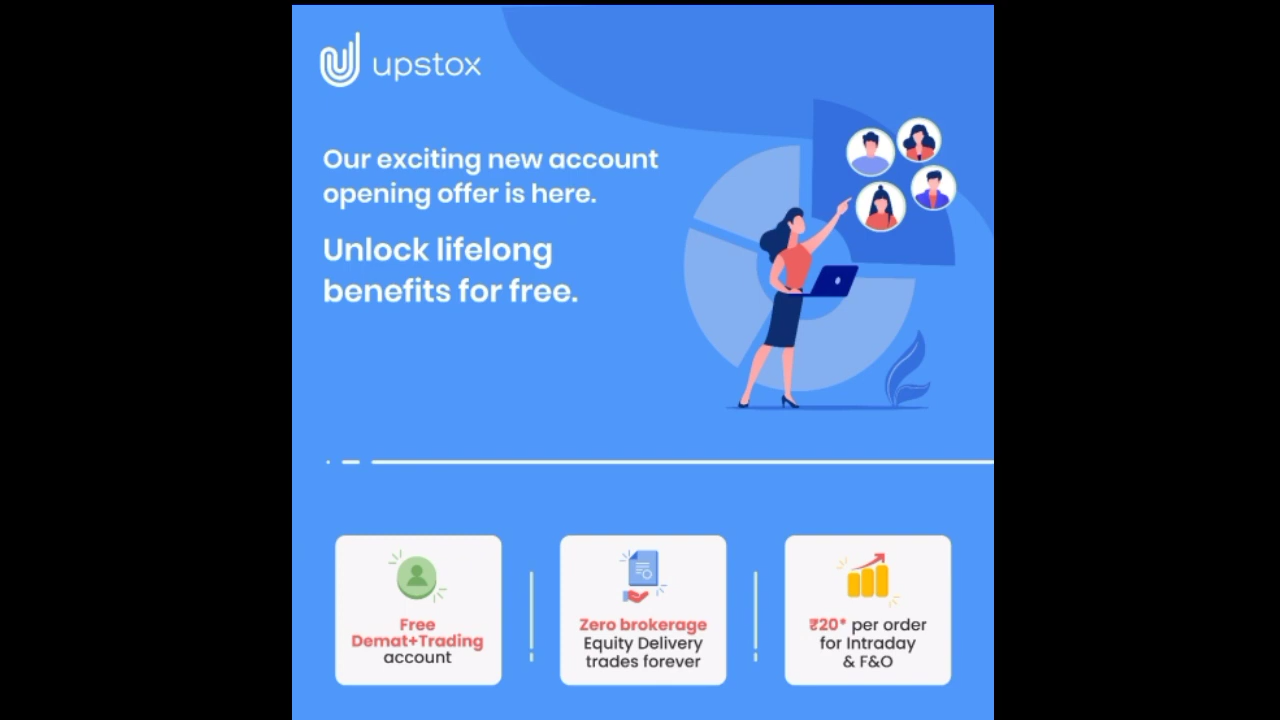 upstox
Our exciting new account
opening offer is here.
Unlock lifelong
benefits for free.
Free
Demat+Trading
account
Zero brokerage
Equity Delivery
trades forever
₹20* per order
for Intraday
& F&O